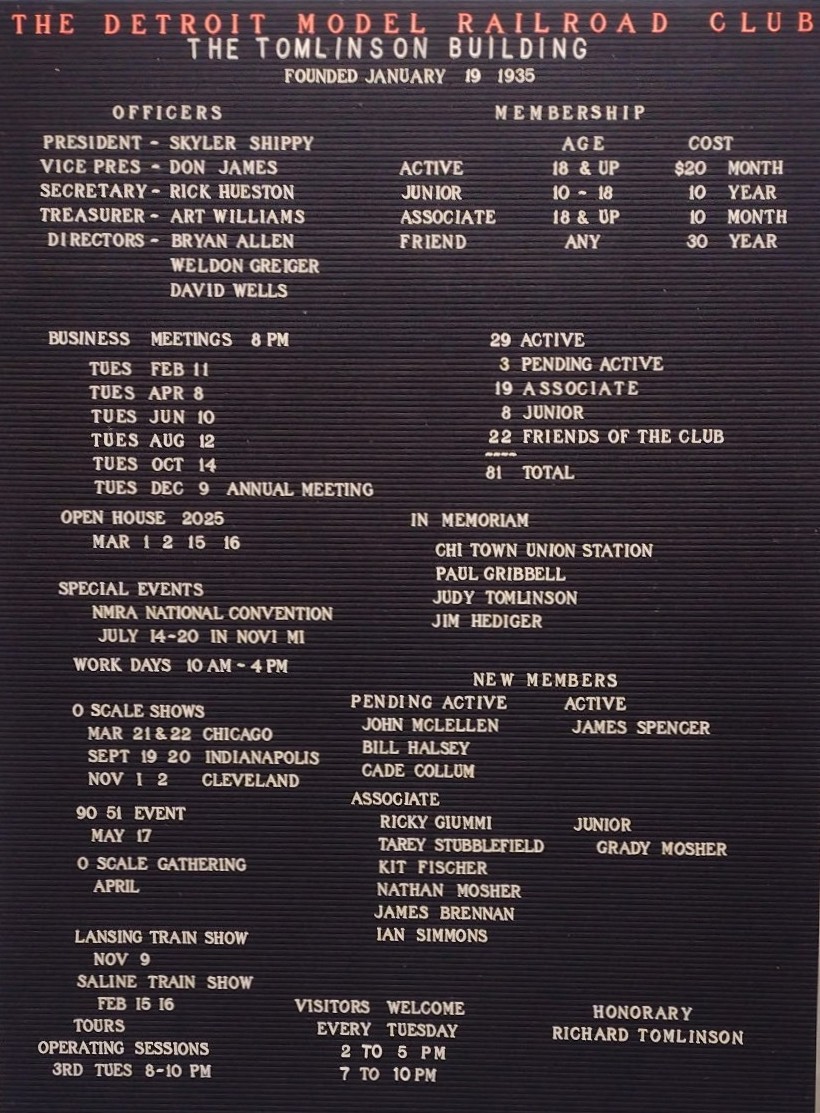 THE DETROIT MODEL RAILROAD CLUB
THE TOMLINSON BUILDING
FOUNDED JANUARY 19 1935
OFFICERS
PRESIDENT - SKYLER SHIPPY
VICE PRES - DON JAMES
SECRETARY - RICK HUESTON
TREASURER - ART WILLIAMS
DIRECTORS - BRYAN ALLEN
WELDON GREIGER
DAVID WELLS
MEMBERSHIP
AGE COST
ACTIVE 18 & UP $20 MONTH
JUNIOR 10 - 18 10 YEAR
ASSOCIATE 18 & UP 10 MONTH
FRIEND ANY 30 YEAR
BUSINESS MEETINGS 8 PM
TUES FEB 11
TUES APR 8
TUES JUN 10
TUES AUG 12
TUES OCT 14
TUES DEC 9 ANNUAL MEETING
29 ACTIVE
3 PENDING ACTIVE
19 ASSOCIATE
8 JUNIOR
22 FRIENDS OF THE CLUB
----
81 TOTAL
OPEN HOUSE 2025
MAR 1 2 15 16
SPECIAL EVENTS
NMRA NATIONAL CONVENTION
JULY 14-20 IN NOVI MI
WORK DAYS 10 AM - 4 PM
IN MEMORIAM
CHI TOWN UNION STATION
PAUL GRIBBELL
JUDY TOMLINSON
JIM HEDIGER
O SCALE SHOWS
MAR 21 & 22 CHICAGO
SEPT 19 20 INDIANAPOLIS
NOV 1 2 CLEVELAND
90 51 EVENT
MAY 17
O SCALE GATHERING
APRIL
LANSING TRAIN SHOW
NOV 9
SALINE TRAIN SHOW
FEB 15 16
TOURS
OPERATING SESSIONS
3RD TUES 8-10 PM
NEW MEMBERS
PENDING ACTIVE
JOHN MCLELLEN
BILL HALSEY
CADE COLLUM
ACTIVE
JAMES SPENCER
ASSOCIATE
RICKY GIUMMI
TAREY STUBBLEFIELD
KIT FISCHER
NATHAN MOSHER
JAMES BRENNAN
IAN SIMMONS
JUNIOR
GRADY MOSHER
VISITORS WELCOME
EVERY TUESDAY
2 TO 5 PM
7 TO 10 PM
HONORARY
RICHARD TOMLINSON